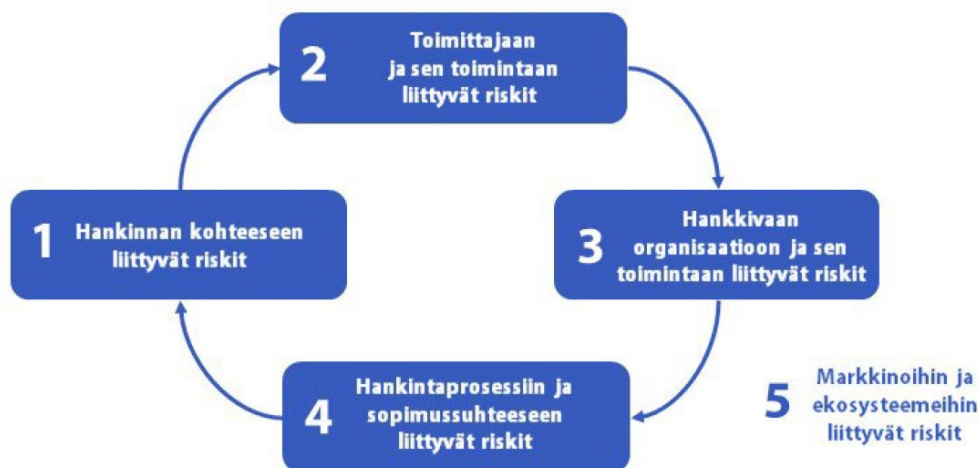 1
Hankinnan kohteeseen
liittyvät riskit
2
Toimittajaan
ja sen toimintaan
liittyvät riskit
3
Hankkivaan
organisaatioon ja sen
toimintaan liittyvät riskit
4
Hankintaprosessiin ja
sopimussuhteeseen
liittyvät riskit
5
Markkinoihin ja
ekosysteemeihin
liittyvät riskit